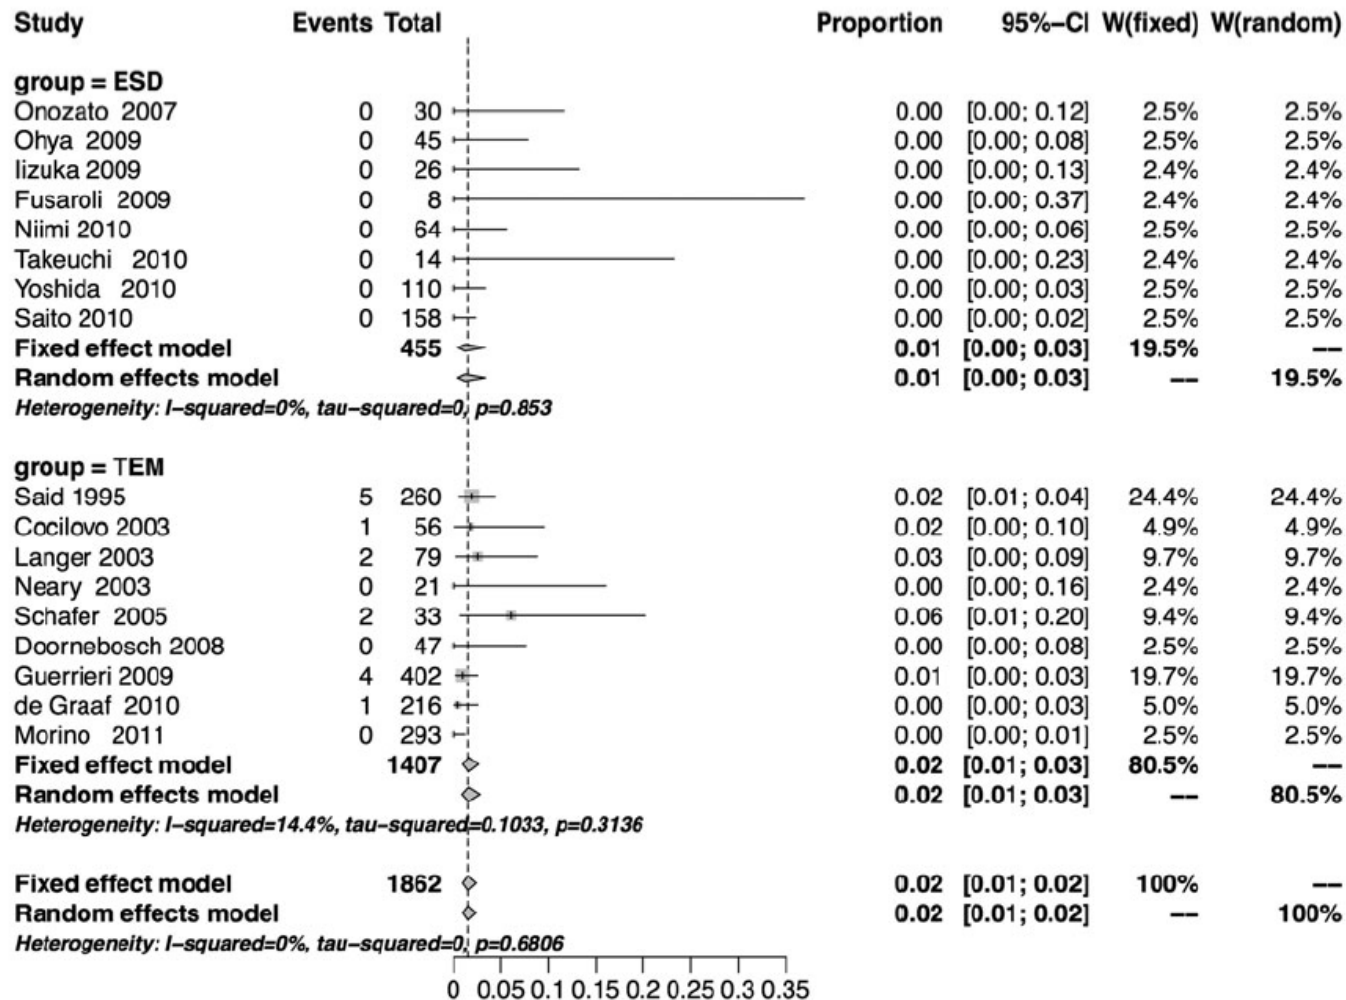 Study Events Total Proportion 95%–CI W(fixed) W(random)
group = ESD
Onozato 2007 0 30 0.00 [0.00; 0.12] 2.5% 2.5%
Ohya 2009 0 45 0.00 [0.00; 0.08] 2.5% 2.5%
Iizuka 2009 0 26 0.00 [0.00; 0.13] 2.4% 2.4%
Fusaroli 2009 0 8 0.00 [0.00; 0.37] 2.4% 2.4%
Niimi 2010 0 64 0.00 [0.00; 0.06] 2.5% 2.5%
Takeuchi 2010 0 14 0.00 [0.00; 0.23] 2.4% 2.4%
Yoshida 2010 0 110 0.00 [0.00; 0.03] 2.5% 2.5%
Saito 2010 0 158 0.00 [0.00; 0.02] 2.5% 2.5%
Fixed effect model 455 0.01 [0.00; 0.03] 19.5% ––
Random effects model 0.01 [0.00; 0.03] –– 19.5%
Heterogeneity: I–squared=0%, tau–squared=0, p=0.853
group = TEM
Said 1995 5 260 0.02 [0.01; 0.04] 24.4% 24.4%
Cocilovo 2003 1 56 0.02 [0.00; 0.10] 4.9% 4.9%
Langer 2003 2 79 0.03 [0.00; 0.09] 9.7% 9.7%
Neary 2003 0 21 0.00 [0.00; 0.16] 2.4% 2.4%
Schafer 2005 2 33 0.06 [0.01; 0.20] 9.4% 9.4%
Doornebosch 2008 0 47 0.00 [0.00; 0.08] 2.5% 2.5%
Guerrieri 2009 4 402 0.01 [0.00; 0.03] 19.7% 19.7%
de Graaf 2010 1 216 0.00 [0.00; 0.03] 5.0% 5.0%
Morino 2011 0 293 0.00 [0.00; 0.01] 2.5% 2.5%
Fixed effect model 1407 0.02 [0.01; 0.03] 80.5% ––
Random effects model 0.02 [0.01; 0.03] –– 80.5%
Heterogeneity: I–squared=14.4%, tau–squared=0.1033, p=0.3136
Fixed effect model 1862 0.02 [0.01; 0.02] 100% ––
Random effects model 0.02 [0.01; 0.02] –– 100%
Heterogeneity: I–squared=0%, tau–squared=0, p=0.6806
0 0.05 0.1 0.15 0.2 0.25 0.3 0.35